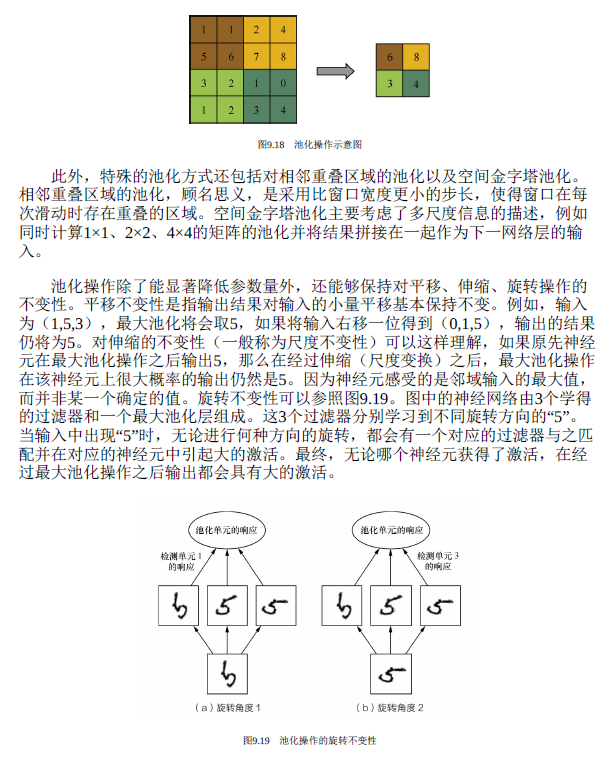 1 1 2 4
5 6 7 8
6 8
3 2 1 0
3 4
1 2 3 4
图9.18 池化操作示意图
此外，特殊的池化方式还包括对相邻重叠区域的池化以及空间金字塔池化。
相邻重叠区域的池化，顾名思义，是采用比窗口宽度更小的步长，使得窗口在每
次滑动时存在重叠的区域。空间金字塔池化主要考虑了多尺度信息的描述，例如
同时计算1×1、2×2、4×4的矩阵的池化并将结果拼接在一起作为下一网络层的输
入。
池化操作除了能显著降低参数量外，还能够保持对平移、伸缩、旋转操作的
不变性。平移不变性是指输出结果对输入的小量平移基本保持不变。例如，输入
为（1,5,3），最大池化将会取5，如果将输入右移一位得到（0,1,5），输出的结果
仍将为5。对伸缩的不变性（一般称为尺度不变性）可以这样理解，如果原先神经
元在最大池化操作之后输出5，那么在经过伸缩（尺度变换）之后，最大池化操作
在该神经元上很大概率的输出仍然是5。因为神经元感受的是邻域输入的最大值，
而并非某一个确定的值。旋转不变性可以参照图9.19。图中的神经网络由3个学得
的过滤器和一个最大池化层组成。这3个过滤器分别学习到不同旋转方向的“5”。
当输入中出现“5”时，无论进行何种方向的旋转，都会有一个对应的过滤器与之匹
配并在对应的神经元中引起大的激活。最终，无论哪个神经元获得了激活，在经
过最大池化操作之后输出都会具有大的激活。
池化单元的响应
检测单元1
的响应
5 5 5
5
（a）旋转角度1
池化单元的响应
检测单元3
的响应
5 5 5
5
（b）旋转角度2
图9.19 池化操作的旋转不变性